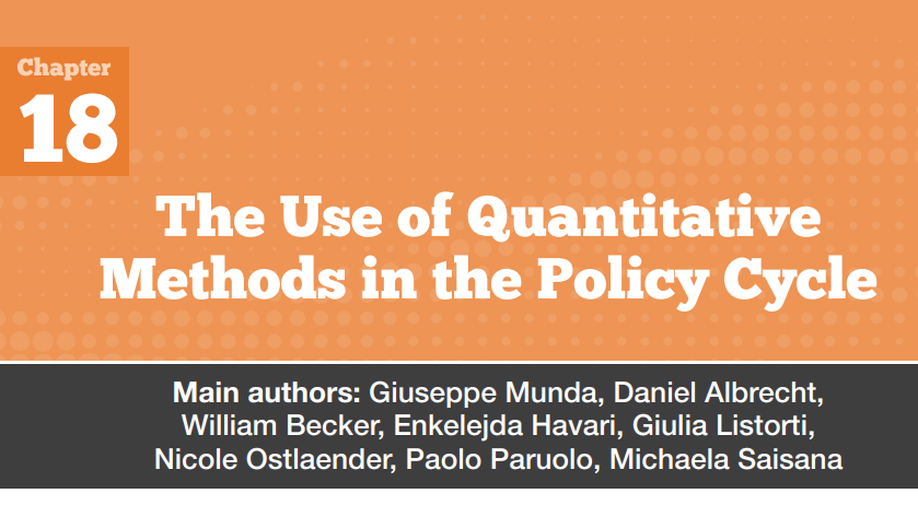 Chapter
18
The Use of Quantitative
Methods in the Policy Cycle
Main authors: Giuseppe Munda, Daniel Albrecht,
William Becker, Enkelejda Havari, Giulia Listorti,
Nicole Ostlaender, Paolo Paruolo, Michaela Saisana